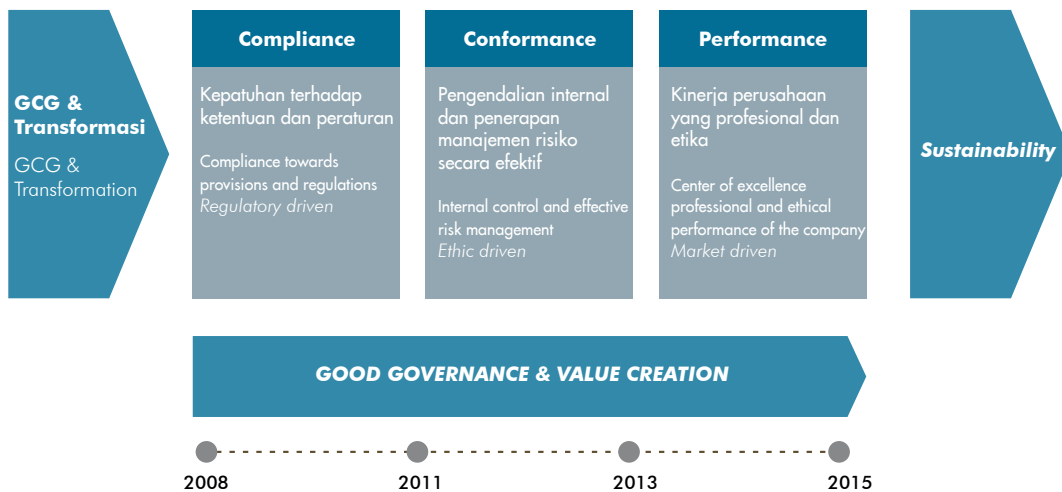 GCG &
Transformasi
GCG &
Transformation
Compliance
Kepatuhan terhadap
ketentuan dan peraturan
Compliance towards
provisions and regulations
Regulatory driven
Conformance
Pengendalian internal
dan penerapan
manajemen risiko
secara efektif
Internal control and effective
risk management
Ethic driven
Performance
Kinerja perusahaan
yang profesional dan
etika
Center of excellence
professional and ethical
performance of the company
Market driven
Sustainability
GOOD GOVERNANCE & VALUE CREATION
2008
2011
2013
2015